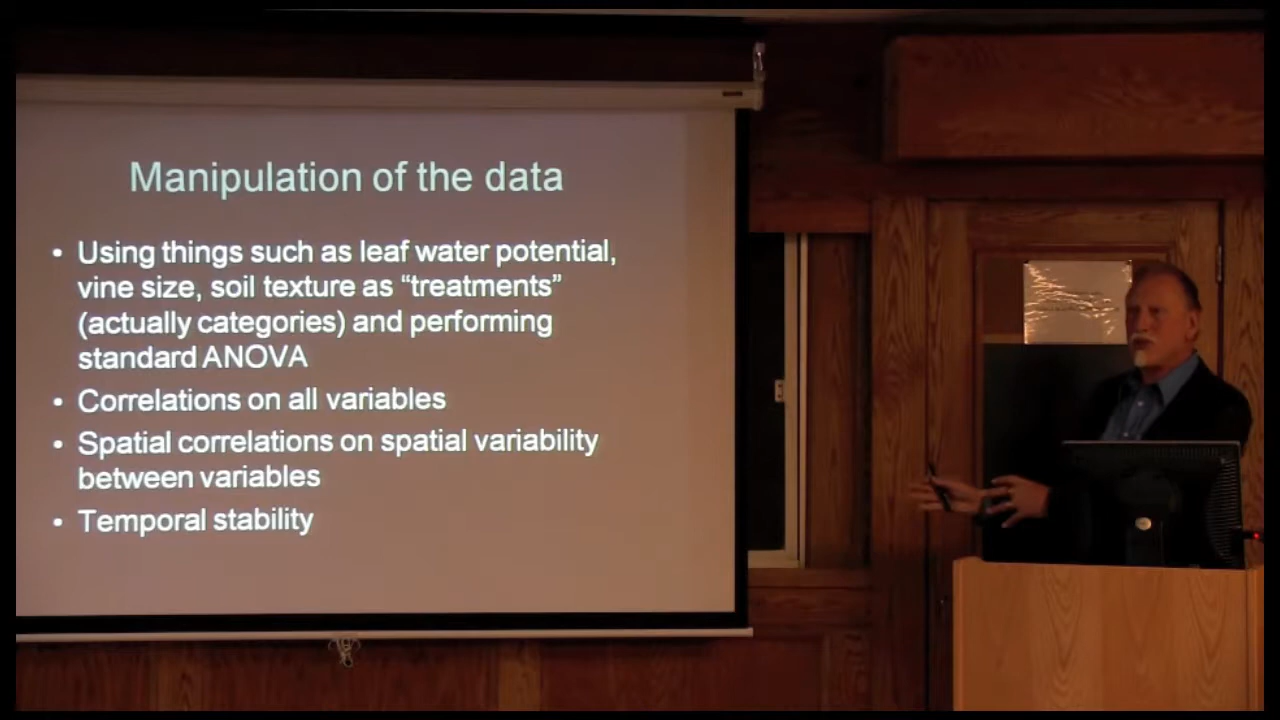 Manipulation of the data
• Using things such as leaf water potential,
vine size, soil texture as “treatments”
(actually categories) and performing
standard ANOVA
• Correlations on all variables
• Spatial correlations on spatial variability
between variables
• Temporal stability